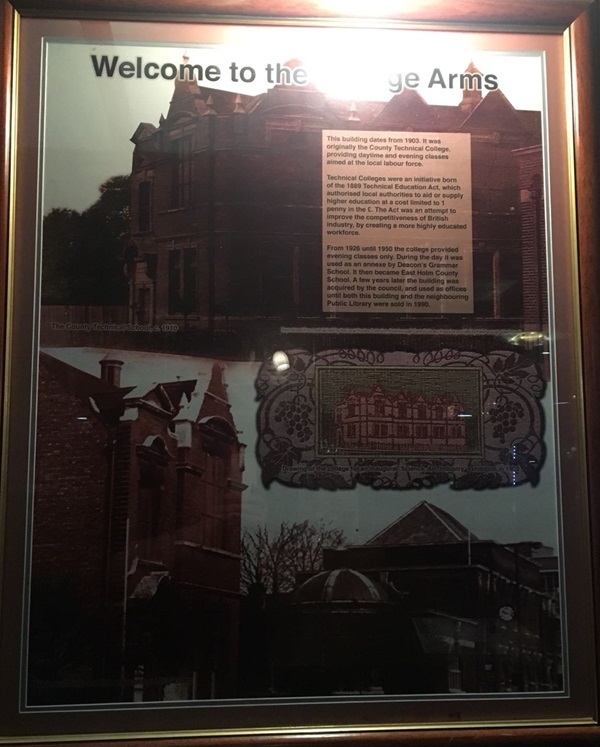 Welcome to the ge Arms
This building dates from 1903. It was
originally the County Technical College,
providing daytime and evening classes
aimed at the local labour force.
Technical Colleges were an initiative born
of the 1889 Technical Education Act, which
authorised local authorities to aid or supply
higher education at a cost limited to 1
penny in the £. The Act was an attempt to
improve the competitiveness of British
industry, by creating a more highly educated
workforce.
From 1926 until 1950 the college provided
evening classes only. During the day it was
used as an annexe by Deacon's Grammar
School. It then became East Holm County
School. A few years later the building was
acquired by the council, and used as offices
until both this building and the neighbouring
Public Library were sold in 1990.
The County Technical School, c. 1910